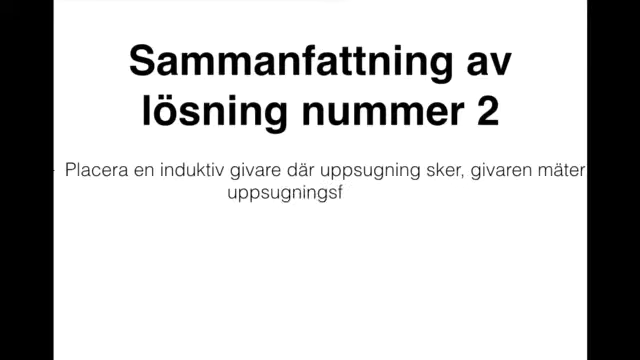 Sammanfattning av
lösning nummer 2
- Placera en induktiv givare där uppsugning sker, givaren mäter
uppsugningsf